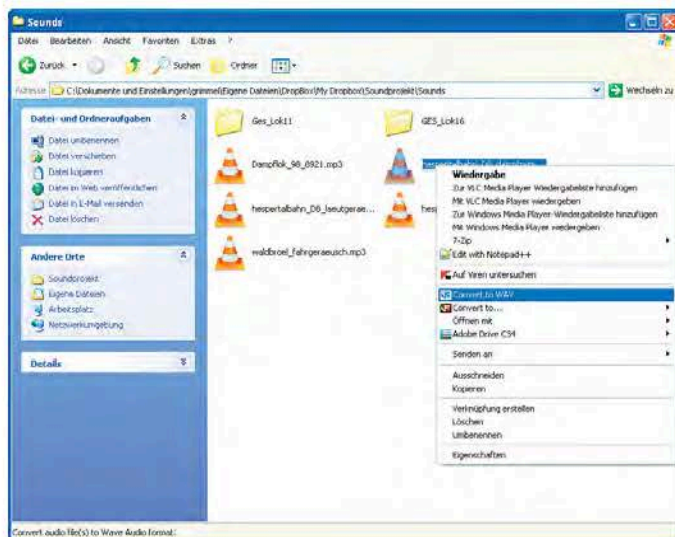 Sounds
Datei Bearbeiten Ansicht Favoriten Extras ?
Zurück Suchen Ordner
Adresse C:\Dokumente und Einstellungen\grimmel\Eigene Dateien\DropBox\My Dropbox\Soundprojekt\Sounds Wechseln zu
Datei- und Ordneraufgaben
Datei umbenennen
Datei verschieben
Datei kopieren
Datei im Web veröffentlichen
Datei in E-Mail versenden
Datei löschen
Andere Orte
Soundprojekt
Eigene Dateien
Arbeitsplatz
Netzwerkumgebung
Details
Ges_Lok11
GES_Lok16
Dampflok_98_0921.mp3
hespertalbahn_D8_laeutgerae...
hes
waldbroel_fahrgeraeusch.mp3
Wiedergabe
Zur VLC Media Player Wiedergabeliste hinzufügen
Mit VLC Media Player wiedergeben
Zur Windows Media Player-Wiedergabeliste hinzufügen
Mit Windows Media Player wiedergeben
7-Zip
Edit with Notepad++
Auf Viren untersuchen
Convert to WAV
Convert to...
Öffnen mit
Adobe Drive CS4
Senden an
Ausschneiden
Kopieren
Verknüpfung erstellen
Löschen
Umbenennen
Eigenschaften
Convert audio file(s) to Wave Audio format.